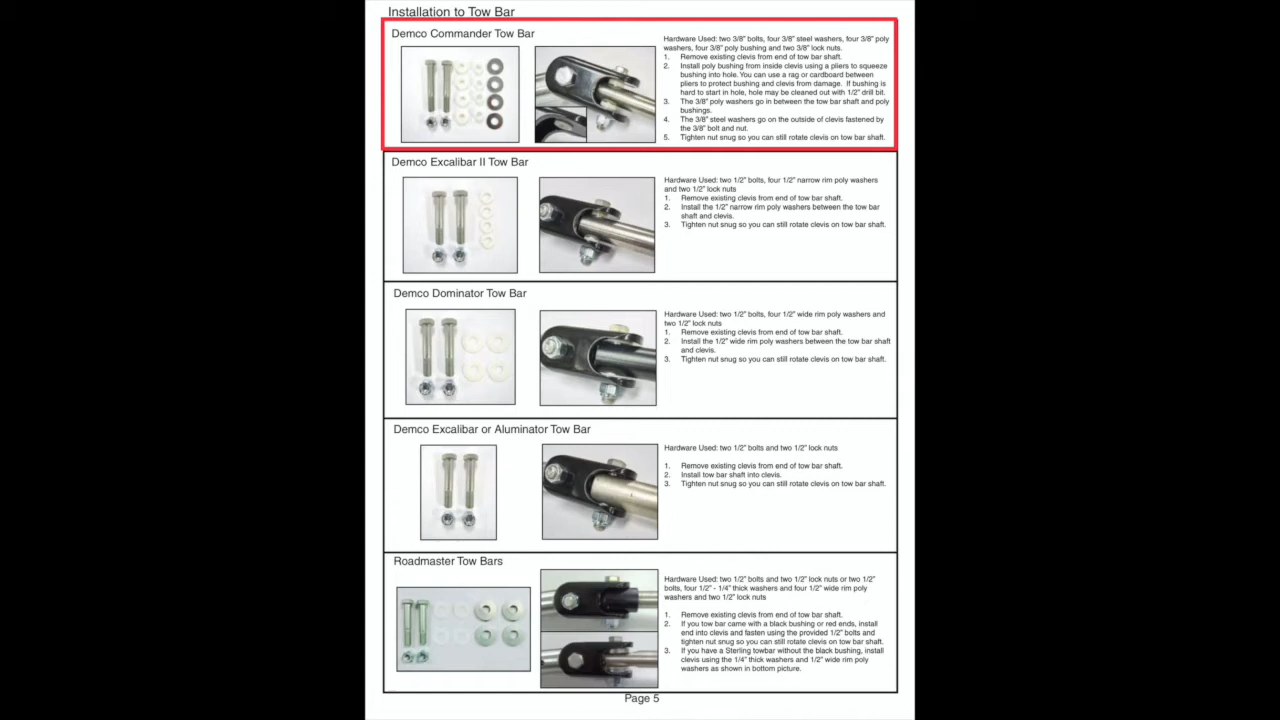 Installation to Tow Bar
Demco Commander Tow Bar
Hardware Used: two 3/8" bolts, four 3/8" steel washers, four 3/8" poly
washers, four 3/8" poly bushing and two 3/8" lock nuts.
1. Remove existing clevis from end of tow bar shaft.
2. Install poly bushing from inside clevis using a pliers to squeeze
bushing into hole. You can use a rag or cardboard between
pliers to protect bushing and clevis from damage. If bushing is
hard to start in hole, hole may be cleaned out with 1/2" drill bit.
3. The 3/8" poly washers go in between the tow bar shaft and poly
bushings.
4. The 3/8" steel washers go on the outside of clevis fastened by
the 3/8" bolt and nut.
5. Tighten nut snug so you can still rotate clevis on tow bar shaft.
Demco Excalibar II Tow Bar
Hardware Used: two 1/2" bolts, four 1/2" narrow rim poly washers
and two 1/2" lock nuts
1. Remove existing clevis from end of tow bar shaft.
2. Install the 1/2" narrow rim poly washers between the tow bar
shaft and clevis.
3. Tighten nut snug so you can still rotate clevis on tow bar shaft.
Demco Dominator Tow Bar
Hardware Used: two 1/2" bolts, four 1/2" wide rim poly washers and
two 1/2" lock nuts
1. Remove existing clevis from end of tow bar shaft.
2. Install the 1/2" wide rim poly washers between the tow bar shaft
and clevis.
3. Tighten nut snug so you can still rotate clevis on tow bar shaft.
Demco Excalibar or Aluminator Tow Bar
Hardware Used: two 1/2" bolts and two 1/2" lock nuts
1. Remove existing clevis from end of tow bar shaft.
2. Install tow bar shaft into clevis.
3. Tighten nut snug so you can still rotate clevis on tow bar shaft.
Roadmaster Tow Bars
Hardware Used: two 1/2" bolts and two 1/2" lock nuts or two 1/2"
bolts, four 1/2" - 1/4" thick washers and four 1/2" wide rim poly
washers and two 1/2" lock nuts
1. Remove existing clevis from end of tow bar shaft.
2. If you tow bar came with a black bushing or red ends, install
end into clevis and fasten using the provided 1/2" bolts and
tighten nut snug so you can still rotate clevis on tow bar shaft.
3. If you have a Sterling towbar without the black bushing, install
clevis using the 1/4" thick washers and 1/2" wide rim poly
washers as shown in bottom picture.
Page 5